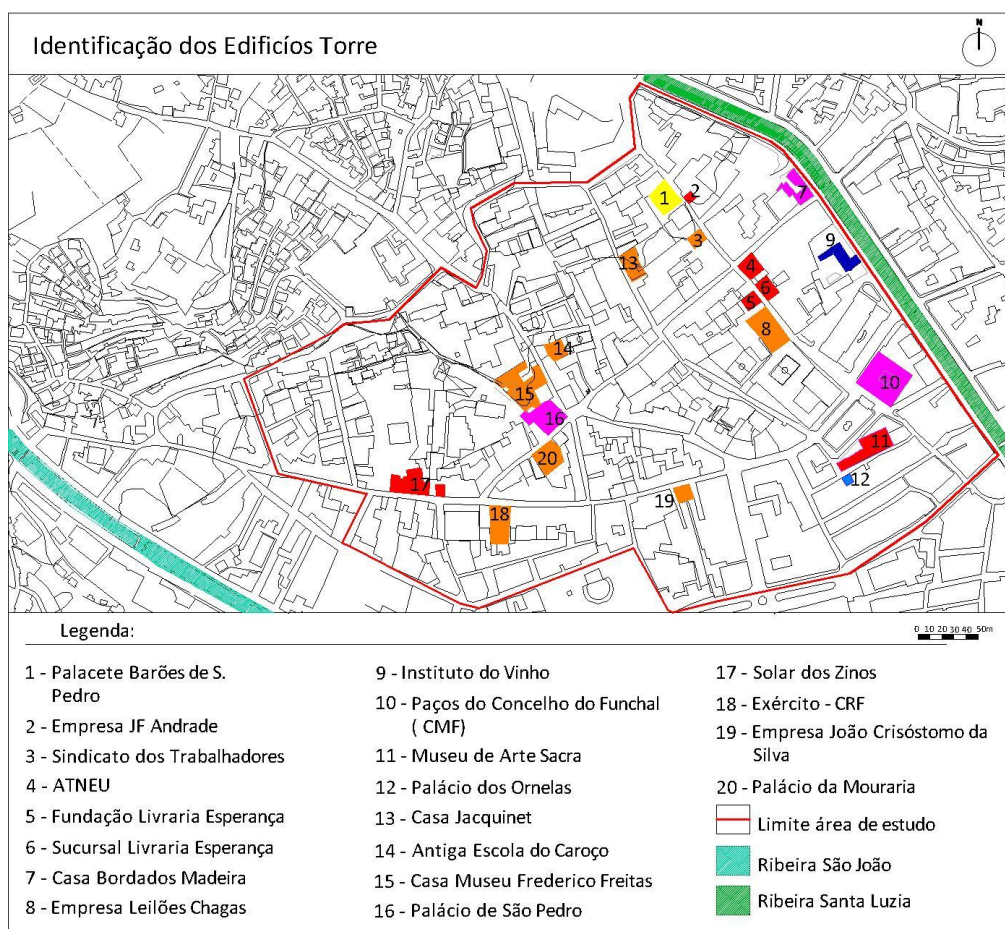 Identificação dos Edificíos Torre
N
1
2
7
3
13
9
4
6
5
8
14
10
15
16
11
20
12
17
19
18
Legenda:
0 10 20 30 40 50m
1 - Palacete Barões de S.
Pedro
2 - Empresa JF Andrade
3 - Sindicato dos Trabalhadores
4 - ATNEU
5 - Fundação Livraria Esperança
6 - Sucursal Livraria Esperança
7 - Casa Bordados Madeira
8 - Empresa Leilões Chagas
9 - Instituto do Vinho
10 - Paços do Concelho do Funchal
( CMF)
11 - Museu de Arte Sacra
12 - Palácio dos Ornelas
13 - Casa Jacquinet
14 - Antiga Escola do Caroço
15 - Casa Museu Frederico Freitas
16 - Palácio de São Pedro
17 - Solar dos Zinos
18 - Exército - CRF
19 - Empresa João Crisóstomo da
Silva
20 - Palácio da Mouraria
Limite área de estudo
Ribeira São João
Ribeira Santa Luzia